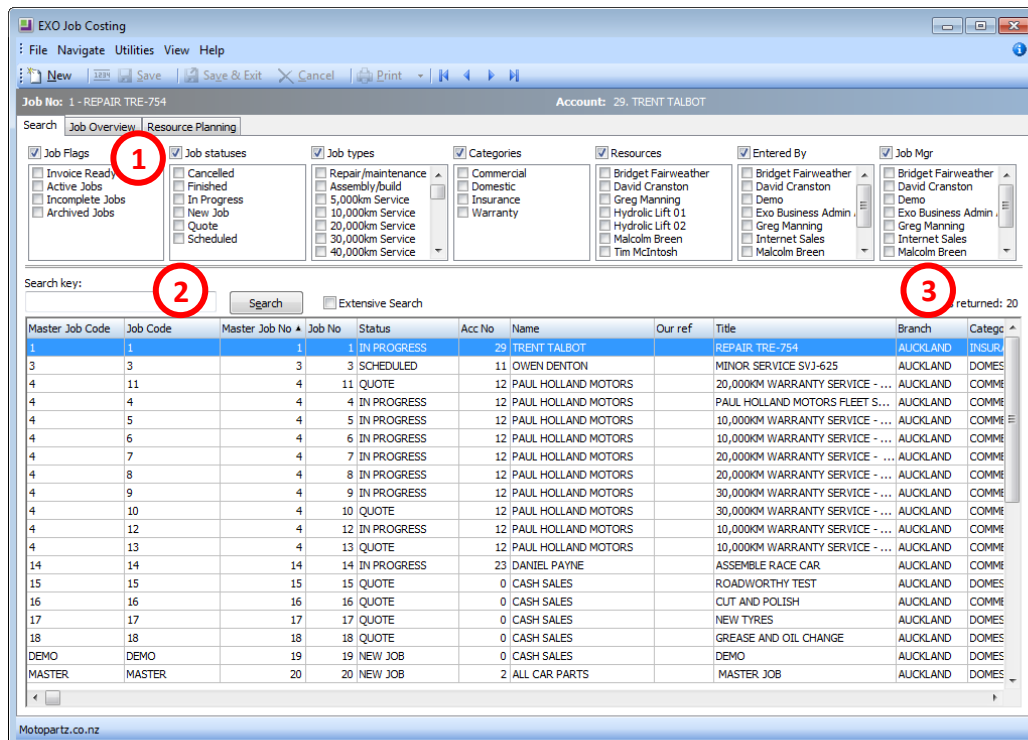 EXO Job Costing
File Navigate Utilities View Help
New Save Save & Exit Cancel Print
Job No: 1 - REPAIR TRE-754 Account: 29. TRENT TALBOT
Search Job Overview Resource Planning
1
Job Flags Job statuses Job types Categories Resources Entered By Job Mgr
Invoice Ready Cancelled Repair/maintenance Commercial Bridget Fairweather Bridget Fairweather Bridget Fairweather
Active Jobs Finished Assembly/build Domestic David Cranston David Cranston David Cranston
Incomplete Jobs In Progress 5,000km Service Insurance Greg Manning Demo Demo
Archived Jobs New Job 10,000km Service Warranty Hydrolic Lift 01 Exo Business Admin Exo Business Admin
Quote 20,000km Service Hydrolic Lift 02 Greg Manning Greg Manning
Scheduled 30,000km Service Malcolm Breen Internet Sales Internet Sales
40,000km Service Tim McIntosh Malcolm Breen Malcolm Breen
Search key:
2 Search Extensive Search 3 returned: 20
Master Job Code Job Code Master Job No Job No Status Acc No Name Our ref Title Branch Catego
1 1 1 1 IN PROGRESS 29 TRENT TALBOT REPAIR TRE-754 AUCKLAND INSUR
3 3 3 3 SCHEDULED 11 OWEN DENTON MINOR SERVICE SVJ-625 AUCKLAND DOMES
4 11 4 11 QUOTE 12 PAUL HOLLAND MOTORS 20,000KM WARRANTY SERVICE - ... AUCKLAND COMME
4 4 4 4 IN PROGRESS 12 PAUL HOLLAND MOTORS PAUL HOLLAND MOTORS FLEET S... AUCKLAND COMME
4 5 4 5 IN PROGRESS 12 PAUL HOLLAND MOTORS 10,000KM WARRANTY SERVICE - ... AUCKLAND COMME
4 6 4 6 IN PROGRESS 12 PAUL HOLLAND MOTORS 10,000KM WARRANTY SERVICE - ... AUCKLAND COMME
4 7 4 7 IN PROGRESS 12 PAUL HOLLAND MOTORS 20,000KM WARRANTY SERVICE - ... AUCKLAND COMME
4 8 4 8 IN PROGRESS 12 PAUL HOLLAND MOTORS 20,000KM WARRANTY SERVICE - ... AUCKLAND COMME
4 9 4 9 IN PROGRESS 12 PAUL HOLLAND MOTORS 30,000KM WARRANTY SERVICE - ... AUCKLAND COMME
4 10 4 10 QUOTE 12 PAUL HOLLAND MOTORS 30,000KM WARRANTY SERVICE - ... AUCKLAND COMME
4 12 4 12 IN PROGRESS 12 PAUL HOLLAND MOTORS 10,000KM WARRANTY SERVICE - ... AUCKLAND COMME
4 13 4 13 QUOTE 12 PAUL HOLLAND MOTORS 10,000KM WARRANTY SERVICE - ... AUCKLAND COMME
14 14 14 14 IN PROGRESS 23 DANIEL PAYNE ASSEMBLE RACE CAR AUCKLAND COMME
15 15 15 15 QUOTE 0 CASH SALES ROADWORTHY TEST AUCKLAND DOMES
16 16 16 16 QUOTE 0 CASH SALES CUT AND POLISH AUCKLAND COMME
17 17 17 17 QUOTE 0 CASH SALES NEW TYRES AUCKLAND DOMES
18 18 18 18 QUOTE 0 CASH SALES GREASE AND OIL CHANGE AUCKLAND DOMES
DEMO DEMO 19 19 NEW JOB 0 CASH SALES DEMO AUCKLAND DOMES
MASTER MASTER 20 20 NEW JOB 2 ALL CAR PARTS MASTER JOB AUCKLAND DOMES
Motopartz.co.nz